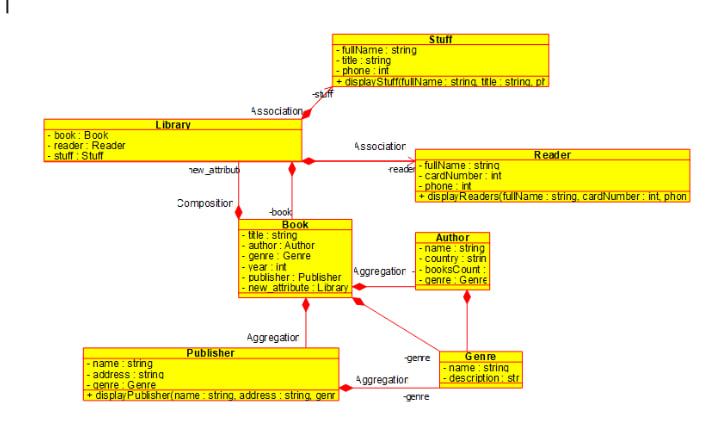 Stuff
- fullName : string
- title : string
- phone : int
+ displayStuff(fullName : string, title : string, ph
-stuff
Association
Library
- book : Book
- reader : Reader
- stuff : Stuff
Association
Reader
- fullName : string
- cardNumber : int
- phone : int
+ displayReaders(fullName : string, cardNumber : int, phon
-reader
new_attribut
Composition
-book
Book
- title : string
- author : Author
- genre : Genre
- year : int
- publisher : Publisher
- new_attribute : Library
Author
- name : string
- country : strin
- booksCount :
- genre : Genre
Aggregation
Aggregation
Publisher
- name : string
- address : string
- genre : Genre
+ displayPublisher(name : string, address : string, genr
-genre
Genre
- name : string
- description : str
Aggregation
-genre